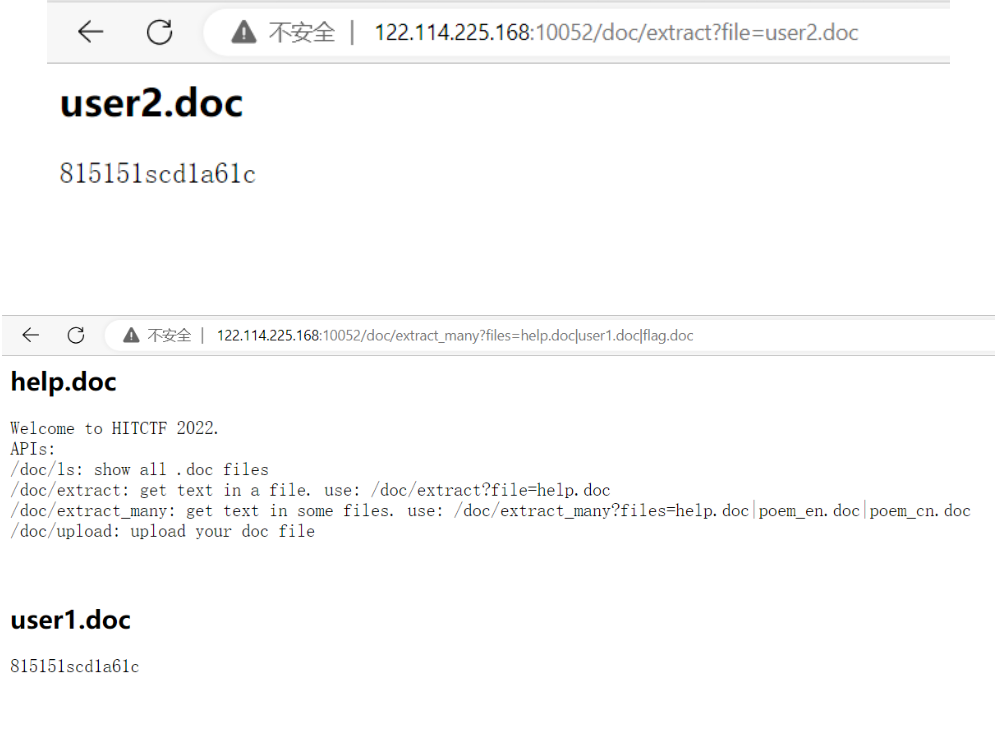 不安全 | 122.114.225.168:10052/doc/extract?file=user2.doc
user2.doc
815151scd1a61c
不安全 | 122.114.225.168:10052/doc/extract_many?files=help.doc|user1.doc|flag.doc
help.doc
Welcome to HITCTF 2022.
APIs:
/doc/ls: show all .doc files
/doc/extract: get text in a file. use: /doc/extract?file=help.doc
/doc/extract_many: get text in some files. use: /doc/extract_many?files=help.doc|poem_en.doc|poem_cn.doc
/doc/upload: upload your doc file
user1.doc
815151scd1a61c